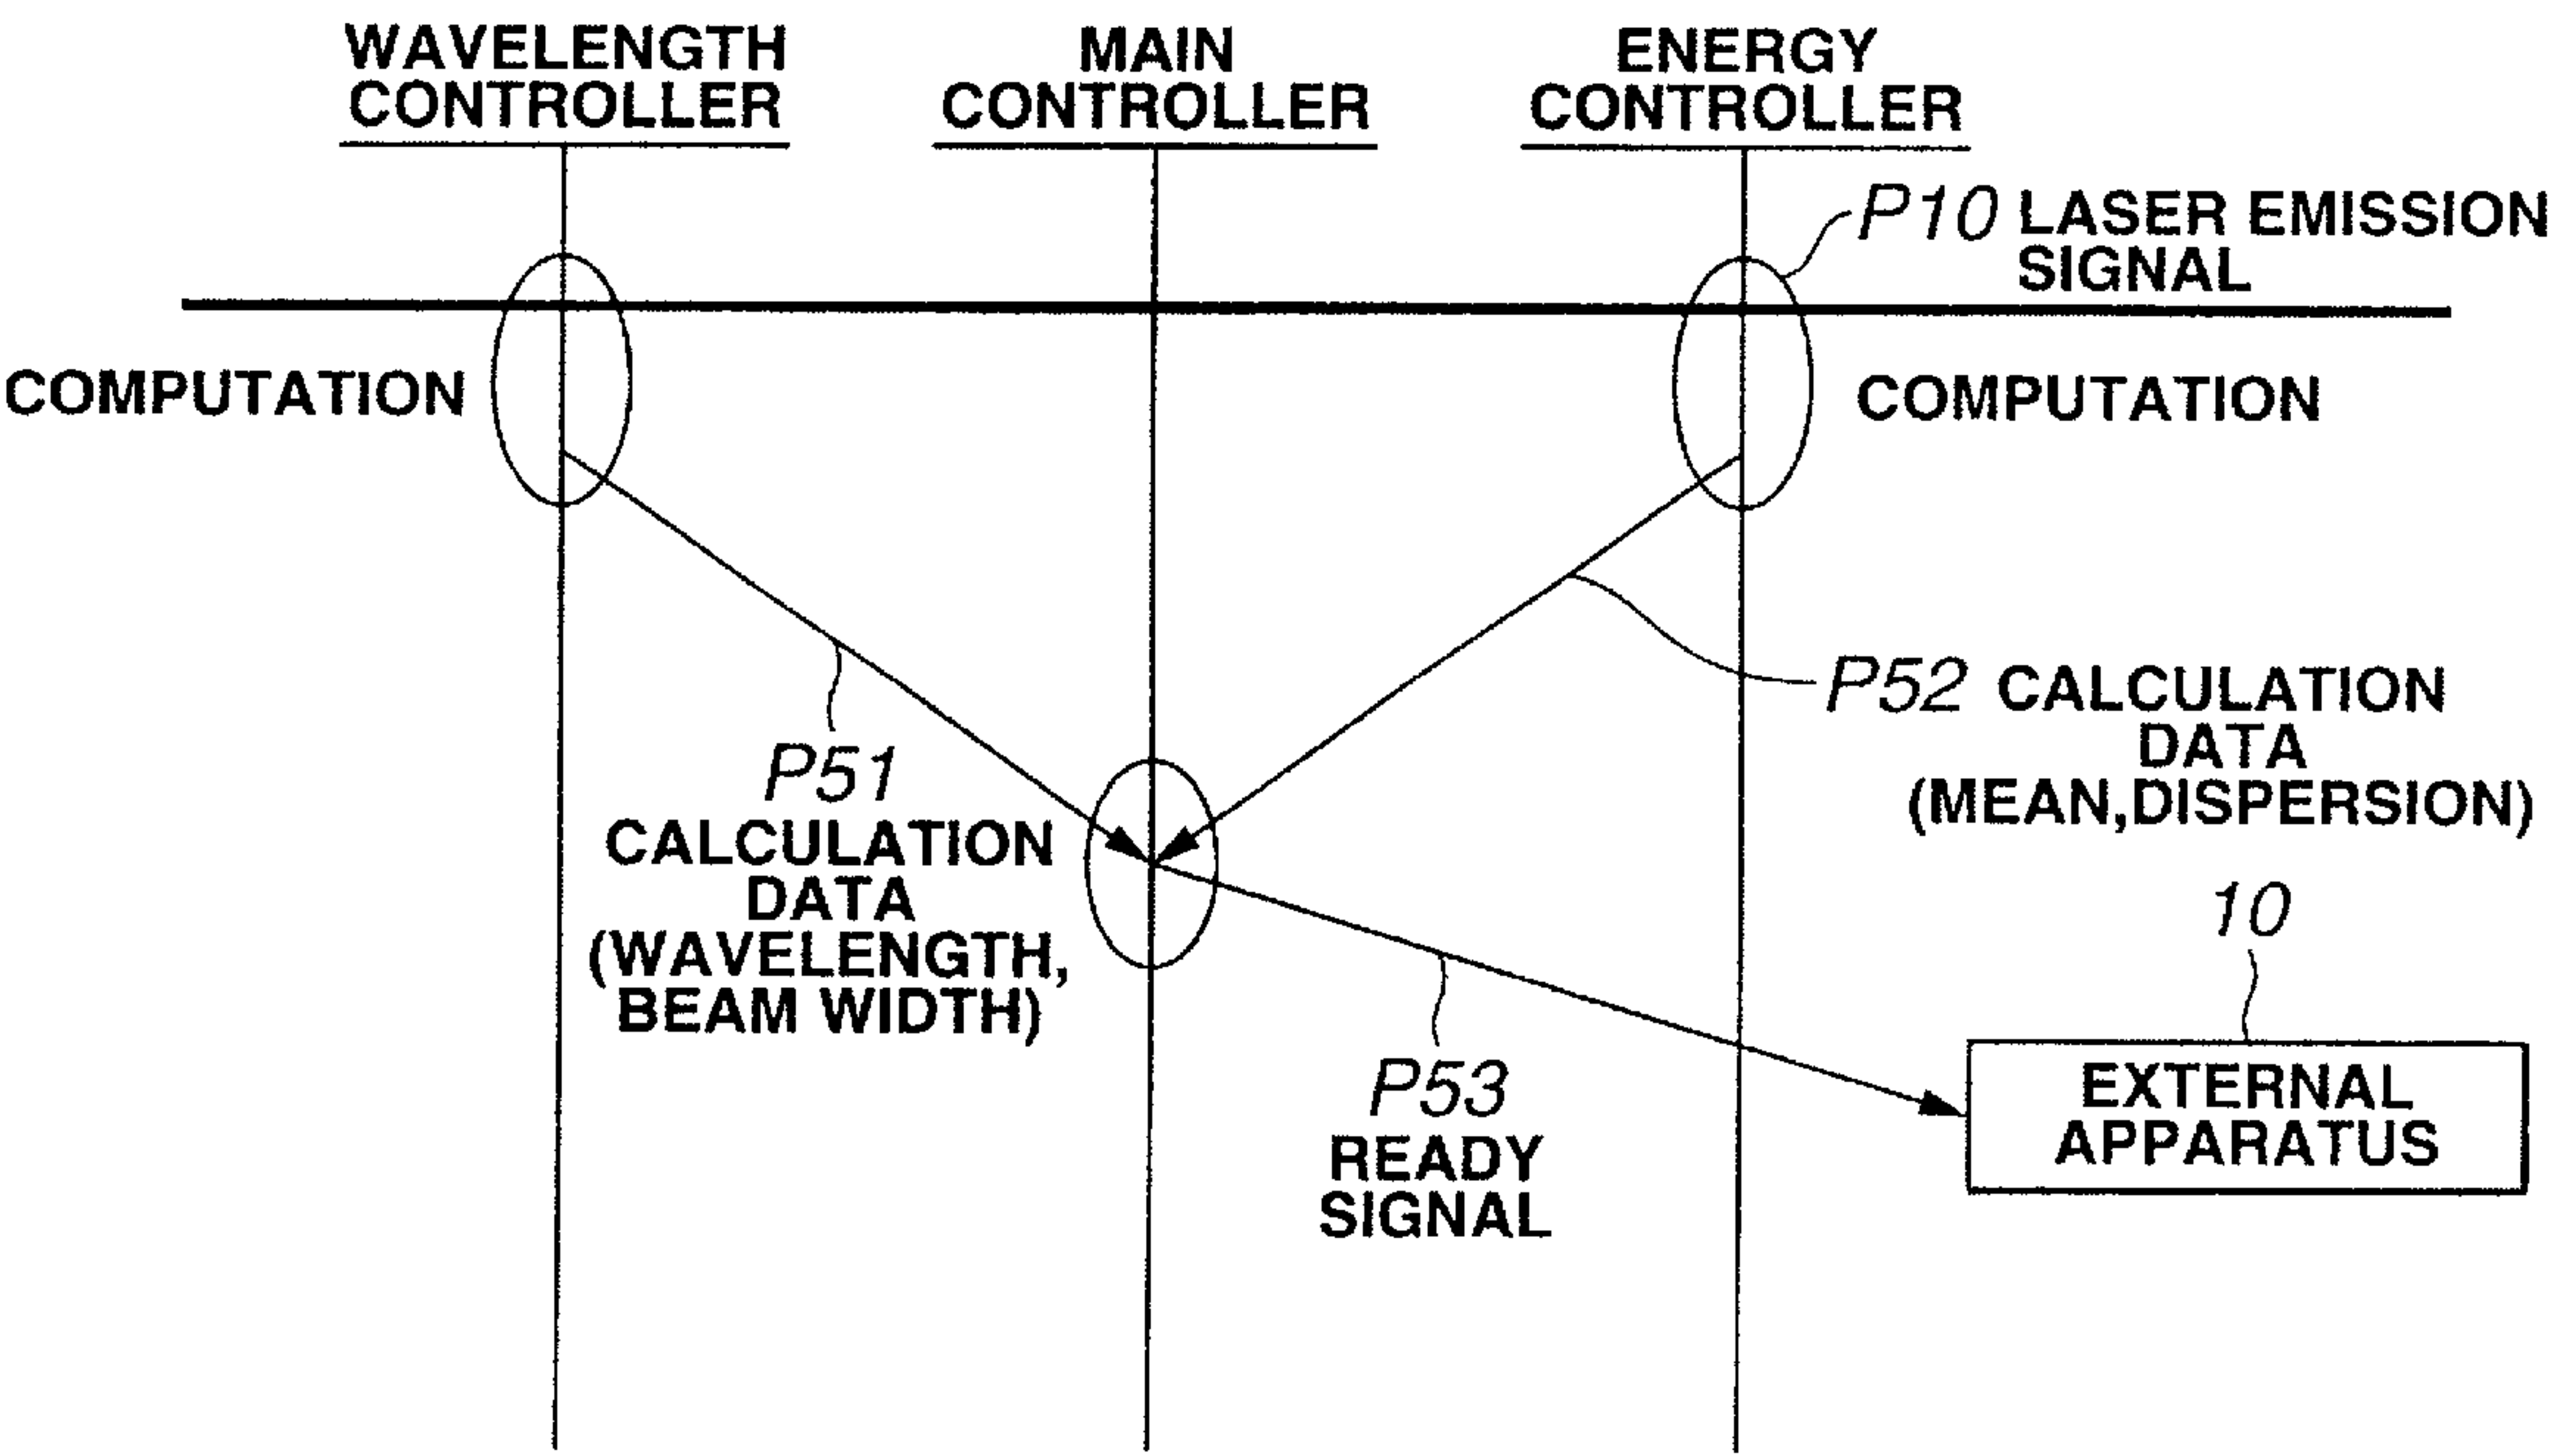 WAVELENGTH
CONTROLLER
MAIN
CONTROLLER
ENERGY
CONTROLLER
P10 LASER EMISSION
SIGNAL
COMPUTATION
COMPUTATION
P52 CALCULATION
DATA
(MEAN,DISPERSION)
P51
CALCULATION
DATA
(WAVELENGTH,
BEAM WIDTH)
10
EXTERNAL
APPARATUS
P53
READY
SIGNAL